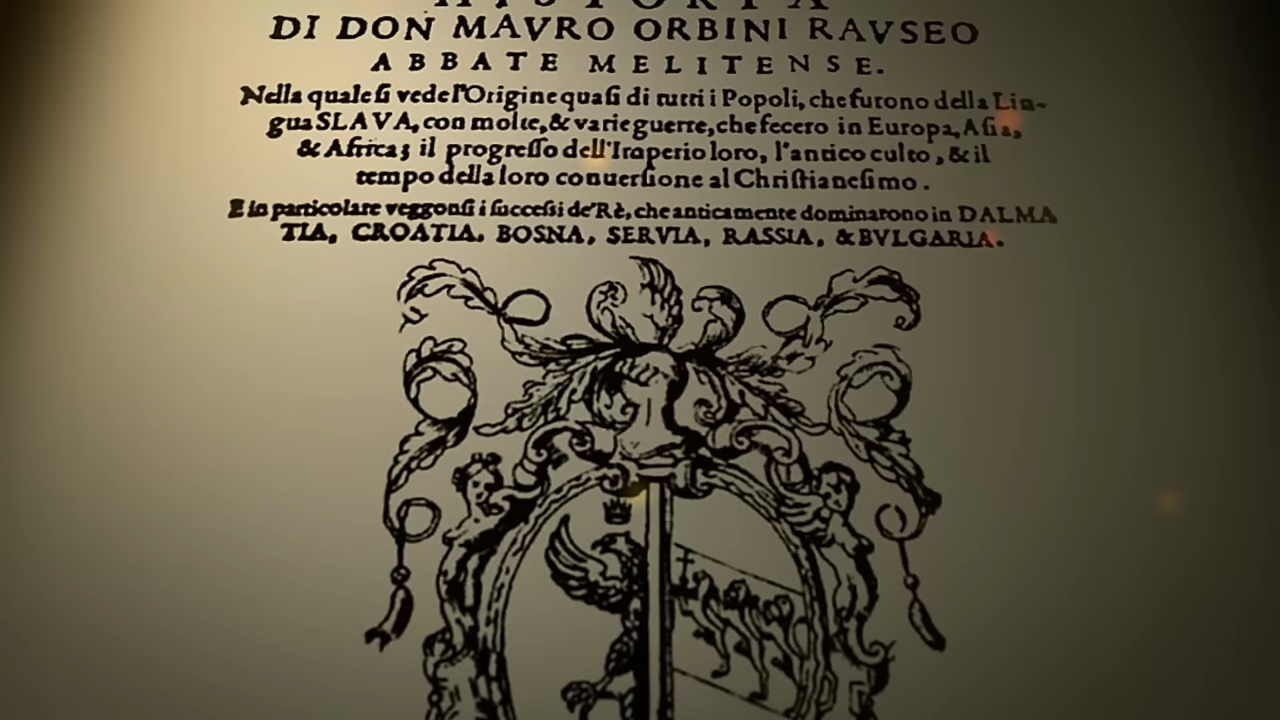 HISTORIA
DI DON MAVRO ORBINI RAVSEO
ABBATE MELITENSE.
Nella quale ſi vede l'Origine quaſi di tutti i Popoli, che furono della Lin-
gua SLAVA, con molte, & varie guerre, che fecero in Europa, Aſia,
& Africa; il progreſſo dell'Imperio loro, l'antico culto, & il
tempo della loro conuerſione al Chriſtianeſimo.
E in particolare veggonſi i ſucceſſi de'Rè, che anticamente dominarono in DALMA
TIA, CROATIA, BOSNA, SERVIA, RASSIA, & BVLGARIA.